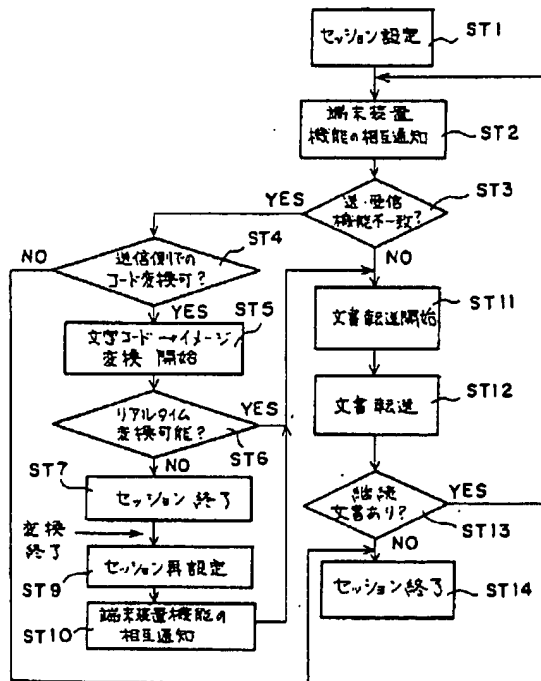 セッション設定
ST1
端末装置
機能の相互通知
ST2
送・受信
機能不一致?
ST3
YES
NO
送信側での
コード変換可?
ST4
NO
YES
文字コード→イメージ
変換開始
ST5
リアルタイム
変換可能?
ST6
YES
NO
ST7
セッション終了
変換
終了
セッション再設定
ST9
端末装置機能の
相互通知
ST10
文書転送開始
ST11
文書転送
ST12
継続
文書あり?
ST13
YES
NO
セッション終了
ST14